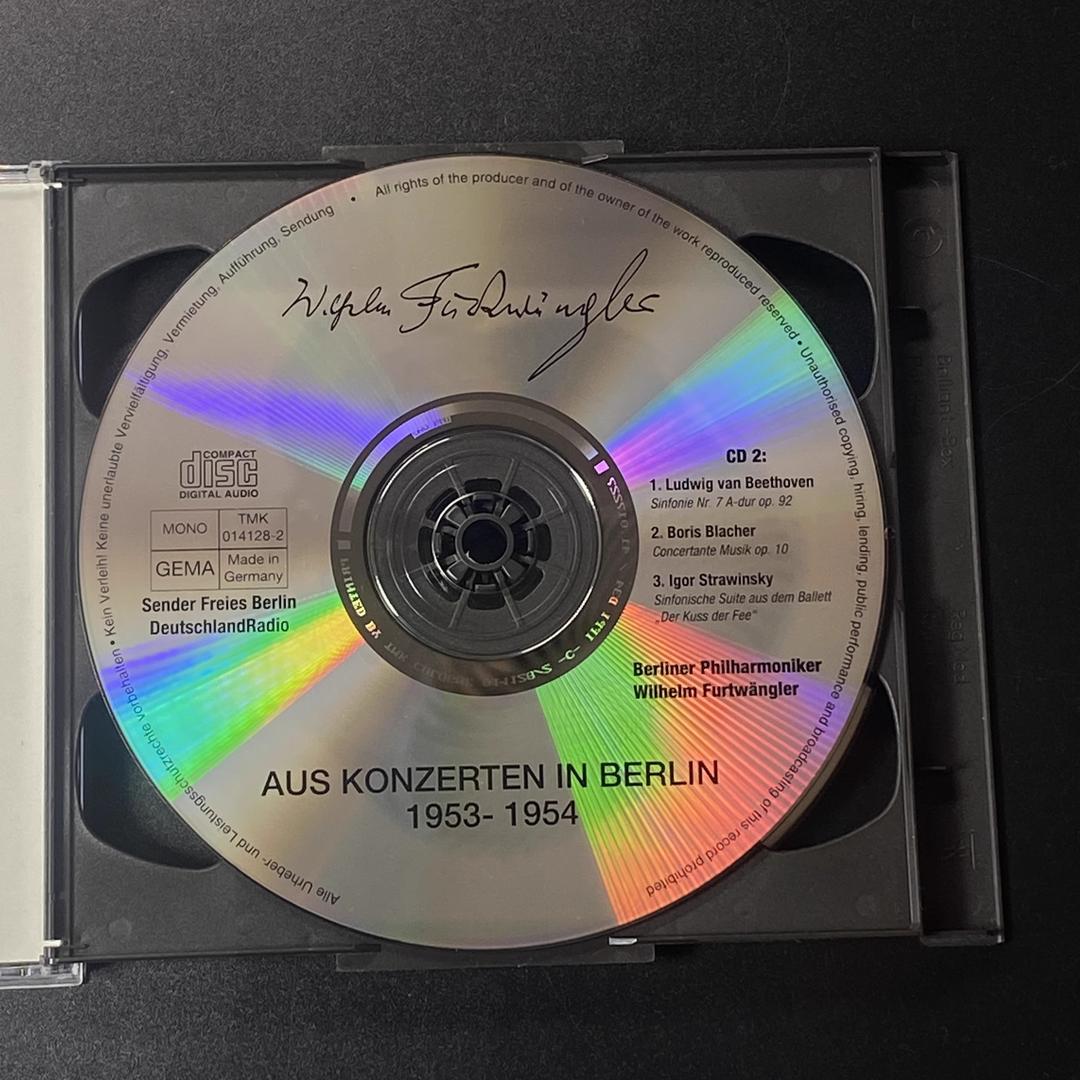 Alle Urheber- und Leistungsschutzrechte vorbehalten • Kein Verleih! Keine unerlaubte Vervielfältigung, Vermietung, Aufführung, Sendung • All rights of the producer and of the owner of the work reproduced reserved • Unauthorised copying, hiring, lending, public performance and broadcasting of this record prohibited
Wilhelm Furtwängler
COMPACT
disc
DIGITAL AUDIO
MONO
TMK
014128-2
GEMA
Made in
Germany
Sender Freies Berlin
DeutschlandRadio
CD 2:
1. Ludwig van Beethoven
Sinfonie Nr. 7 A-dur op. 92
2. Boris Blacher
Concertante Musik op. 10
3. Igor Strawinsky
Sinfonische Suite aus dem Ballett
„Der Kuss der Fee“
Berliner Philharmoniker
Wilhelm Furtwängler
AUS KONZERTEN IN BERLIN
1953- 1954